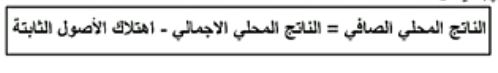 الناتج المحلي الصافي = الناتج المحلي الاجمالي - اهتلاك الأصول الثابتة